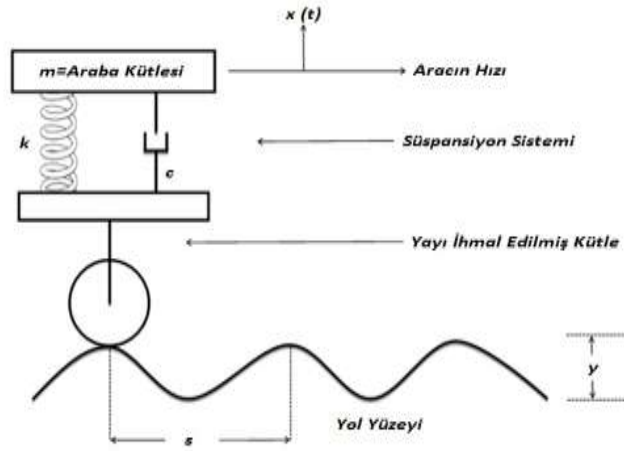 x (t)
m=Araba Kütlesi
Aracın Hızı
k
Süspansiyon Sistemi
c
Yayı İhmal Edilmiş Kütle
y
s
Yol Yüzeyi